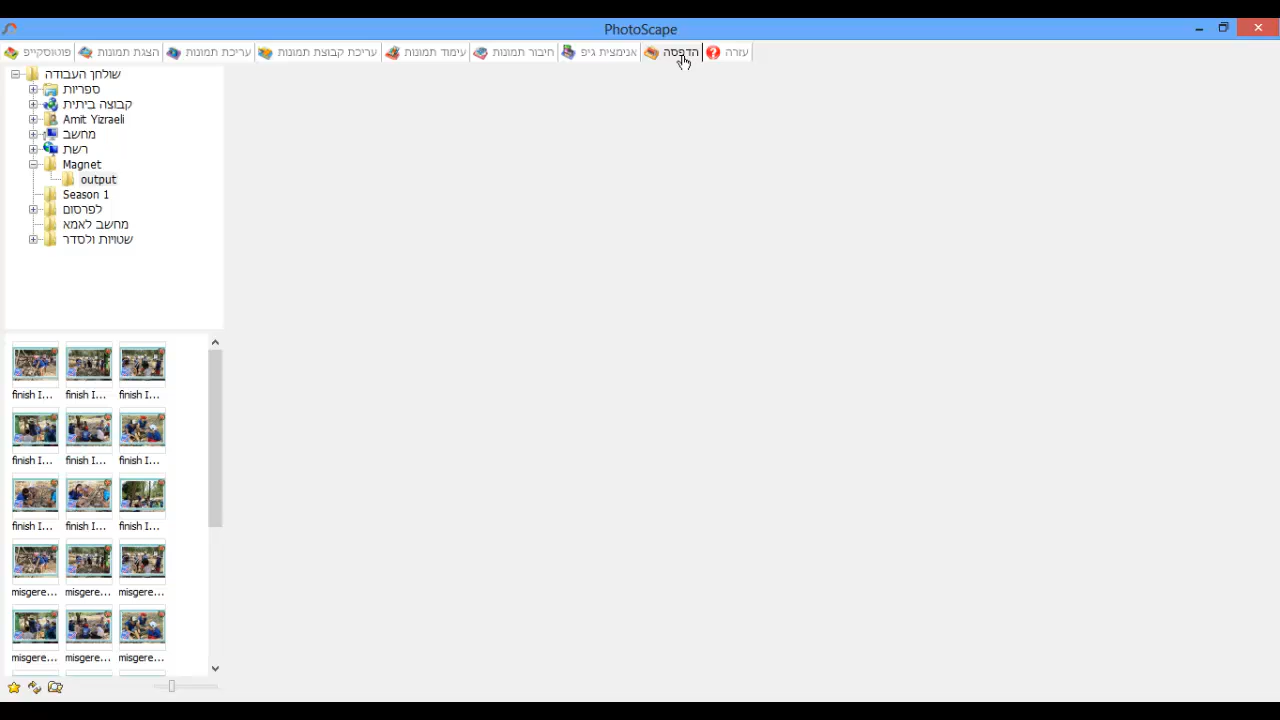 PhotoScape
פוטוסקייפ
הצגת תמונות
עריכת תמונות
עריכת קבוצת תמונות
עימוד תמונות
חיבור תמונות
אנימצית גיפ
הדפסה
עזרה
שולחן העבודה
ספריות
קבוצה ביתית
Amit Yizraeli
מחשב
רשת
Magnet
output
Season 1
לפרסום
מחשב לאמא
שטויות ולסדר
finish I... finish I... finish I...
finish I... finish I... finish I...
finish I... finish I... finish I...
misgere... misgere... misgere...
misgere... misgere... misgere...